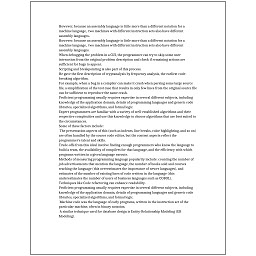 However, because an assembly language is little more than a different notation for a
machine language, two machines with different instruction sets also have different
assembly languages.
However, because an assembly language is little more than a different notation for a
machine language, two machines with different instruction sets also have different
assembly languages.
When debugging the problem in a GUI, the programmer can try to skip some user
interaction from the original problem description and check if remaining actions are
sufficient for bugs to appear.
Scripting and breakpointing is also part of this process.
He gave the first description of cryptanalysis by frequency analysis, the earliest code
breaking algorithm.
For example, when a bug in a compiler can make it crash when parsing some large source
file, a simplification of the test case that results in only few lines from the original source file
can be sufficient to reproduce the same crash.
Proficient programming usually requires expertise in several different subjects, including
knowledge of the application domain, details of programming languages and generic code
libraries, specialized algorithms, and formal logic.
Expert programmers are familiar with a variety of well-established algorithms and their
respective complexities and use this knowledge to choose algorithms that are best suited to
the circumstances.
Some of these factors include:
The presentation aspects of this (such as indents, line breaks, color highlighting, and so on)
are often handled by the source code editor, but the content aspects reflect the
programmer's talent and skills.
Trade-offs from this ideal involve finding enough programmers who know the language to
build a team, the availability of compilers for that language, and the efficiency with which
programs written in a given language execute.
Methods of measuring programming language popularity include: counting the number of
job advertisements that mention the language, the number of books sold and courses
teaching the language (this overestimates the importance of newer languages), and
estimates of the number of existing lines of code written in the language (this
underestimates the number of users of business languages such as COBOL).
Techniques like Code refactoring can enhance readability.
Proficient programming usually requires expertise in several different subjects, including
knowledge of the application domain, details of programming languages and generic code
libraries, specialized algorithms, and formal logic.
Machine code was the language of early programs, written in the instruction set of the
particular machine, often in binary notation.
A similar technique used for database design is Entity-Relationship Modeling (ER
Modeling).